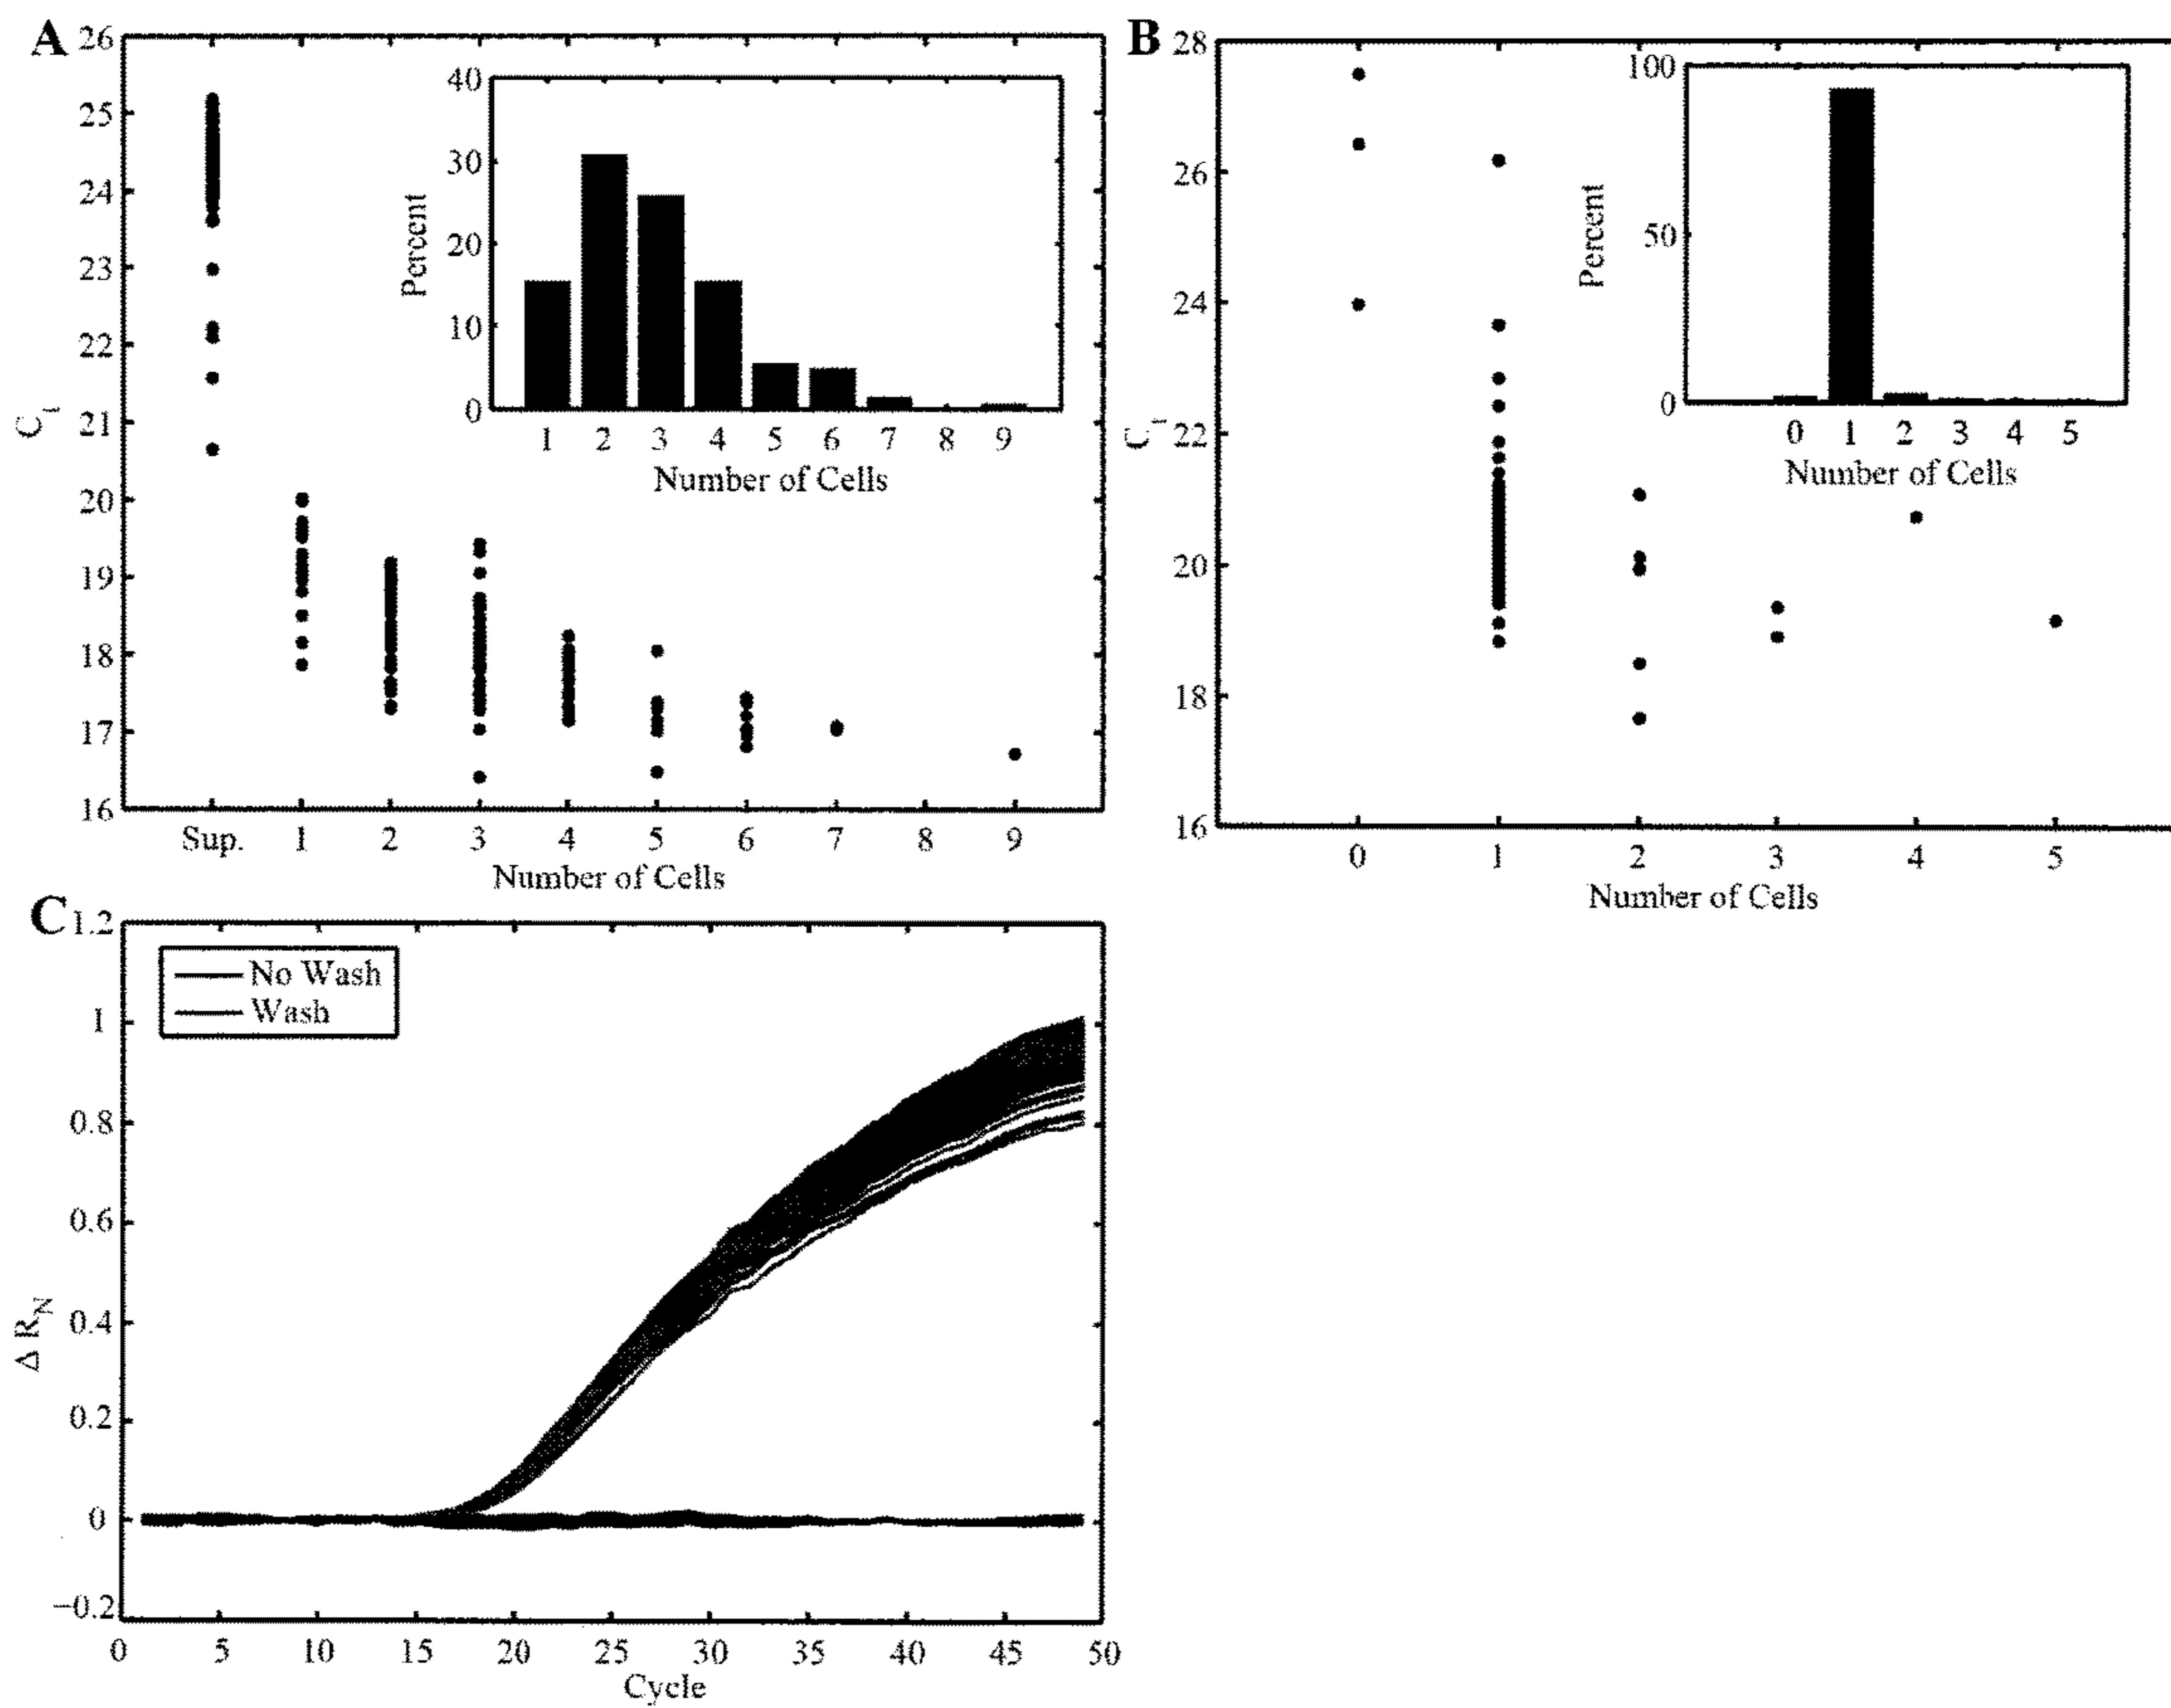 A
26
25
24
23
22
21
20
19
18
17
16
C_t
Sup. 1 2 3 4 5 6 7 8 9
Number of Cells
40
30
20
10
0
Percent
1 2 3 4 5 6 7 8 9
Number of Cells
B
28
26
24
22
20
18
16
C_t
0 1 2 3 4 5
Number of Cells
100
50
0
Percent
0 1 2 3 4 5
Number of Cells
C
1.2
1
0.8
0.6
0.4
0.2
0
−0.2
Δ R_N
No Wash
Wash
0 5 10 15 20 25 30 35 40 45 50
Cycle